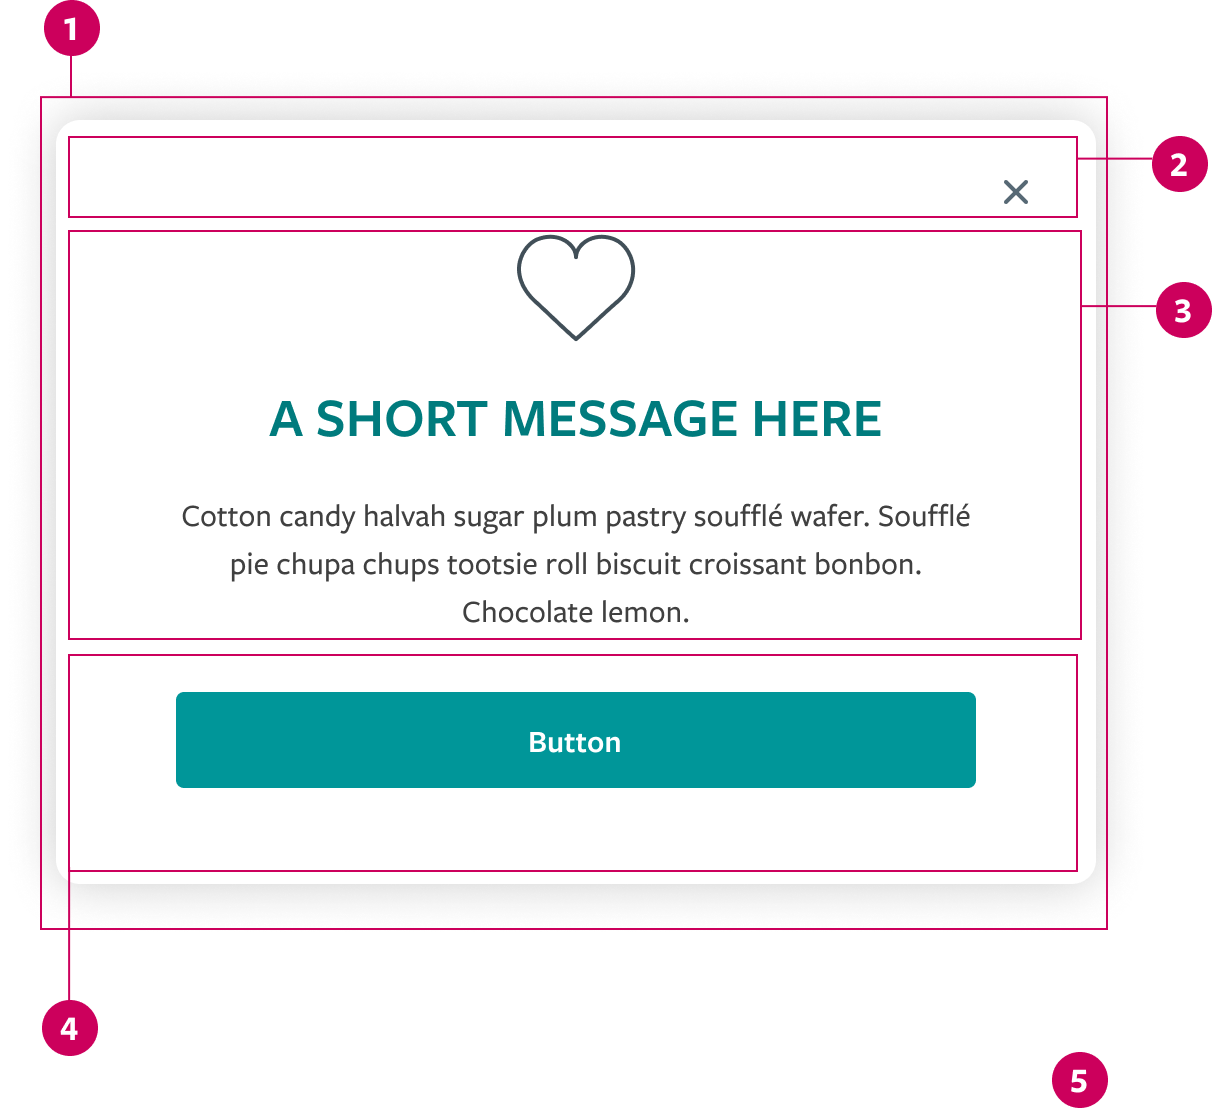 1
2
3
A SHORT MESSAGE HERE
Cotton candy halvah sugar plum pastry soufflé wafer. Soufflé
pie chupa chups tootsie roll biscuit croissant bonbon.
Chocolate lemon.
Button
4
5